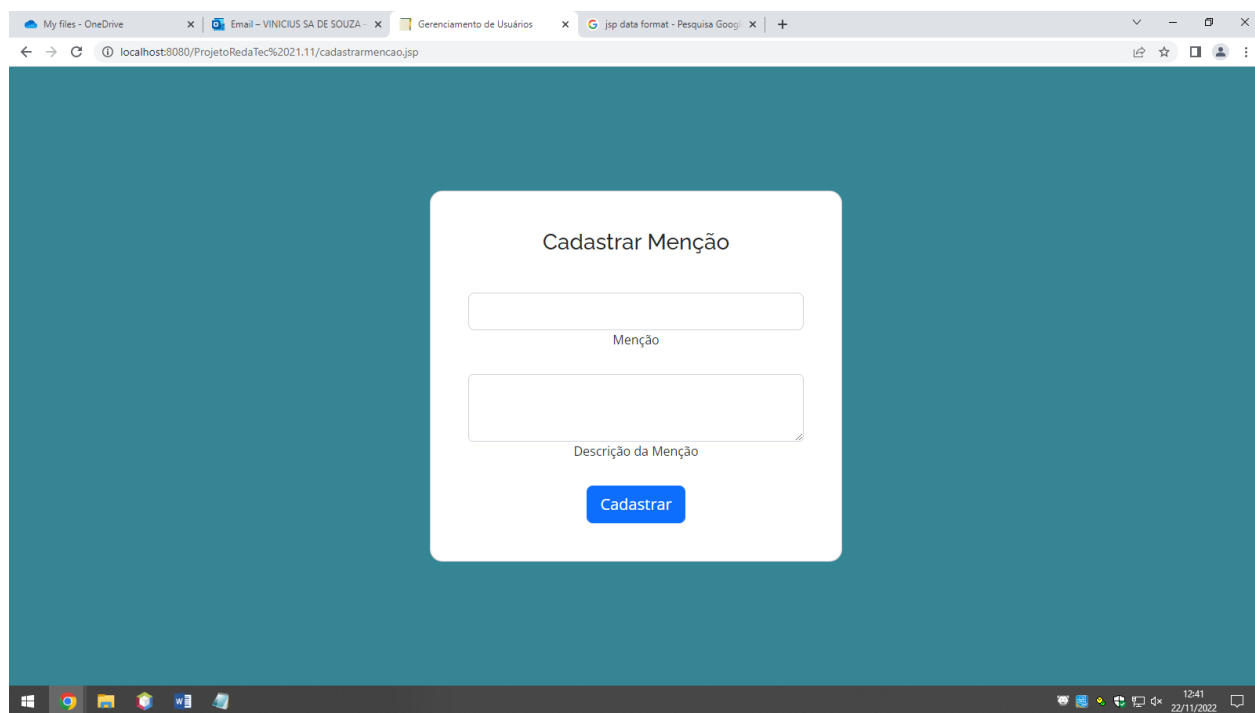 My files - OneDrive
Email – VINICIUS SA DE SOUZA -
Gerenciamento de Usuários
jsp data format - Pesquisa Googl
localhost:8080/ProjetoRedaTec%2021.11/cadastrarmencao.jsp
Cadastrar Menção
Menção
Descrição da Menção
Cadastrar
12:41
22/11/2022